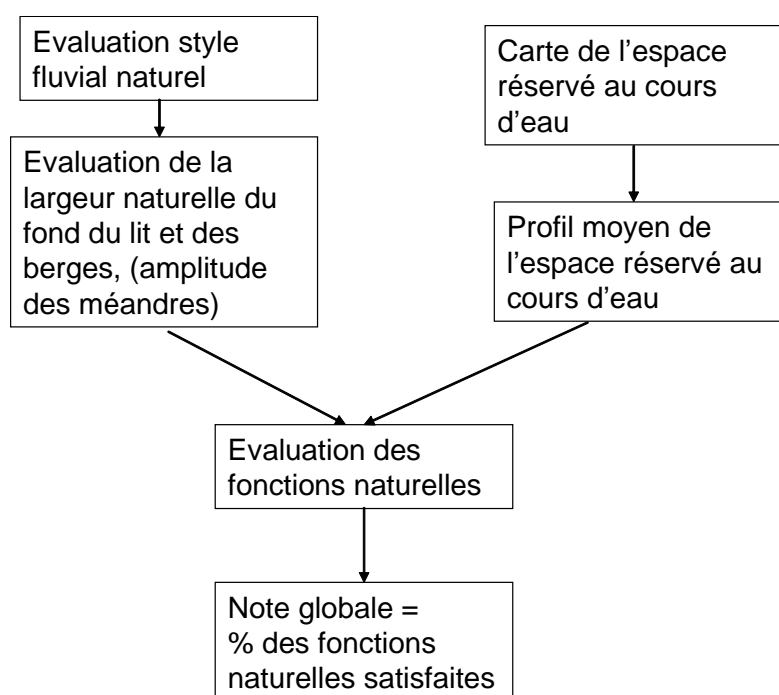 Evaluation style
fluvial naturel
Carte de l’espace
réservé au cours
d’eau
Evaluation de la
largeur naturelle du
fond du lit et des
berges, (amplitude
des méandres)
Profil moyen de
l’espace réservé au
cours d’eau
Evaluation des
fonctions naturelles
Note globale =
% des fonctions
naturelles satisfaites